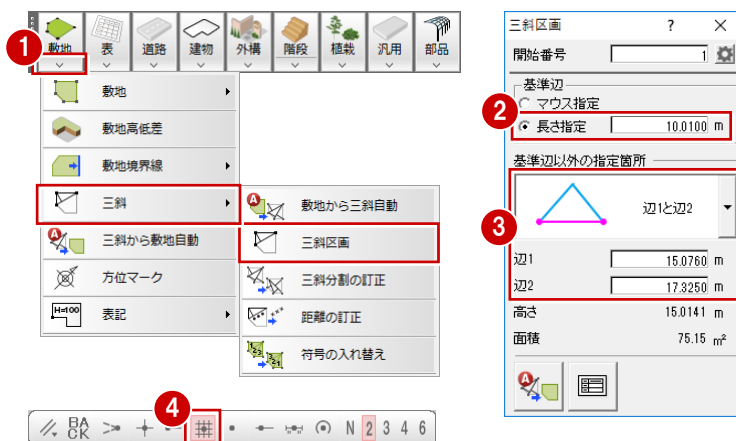 1
敷地 表 道路 建物 外構 階段 植栽 汎用 部品
敷地
敷地高低差
敷地境界線
三斜
三斜から敷地自動
方位マーク
H=100 表記
A 敷地から三斜自動
三斜区画
三斜分割の訂正
距離の訂正
符号の入れ替え
4
BA
CK
N 2 3 4 6
三斜区画 ? ×
開始番号 1
基準辺
マウス指定
2
長さ指定 10.0100 m
基準辺以外の指定箇所
3
辺1と辺2
辺1 15.0760 m
辺2 17.3250 m
高さ 15.0141 m
面積 75.15 m²
A